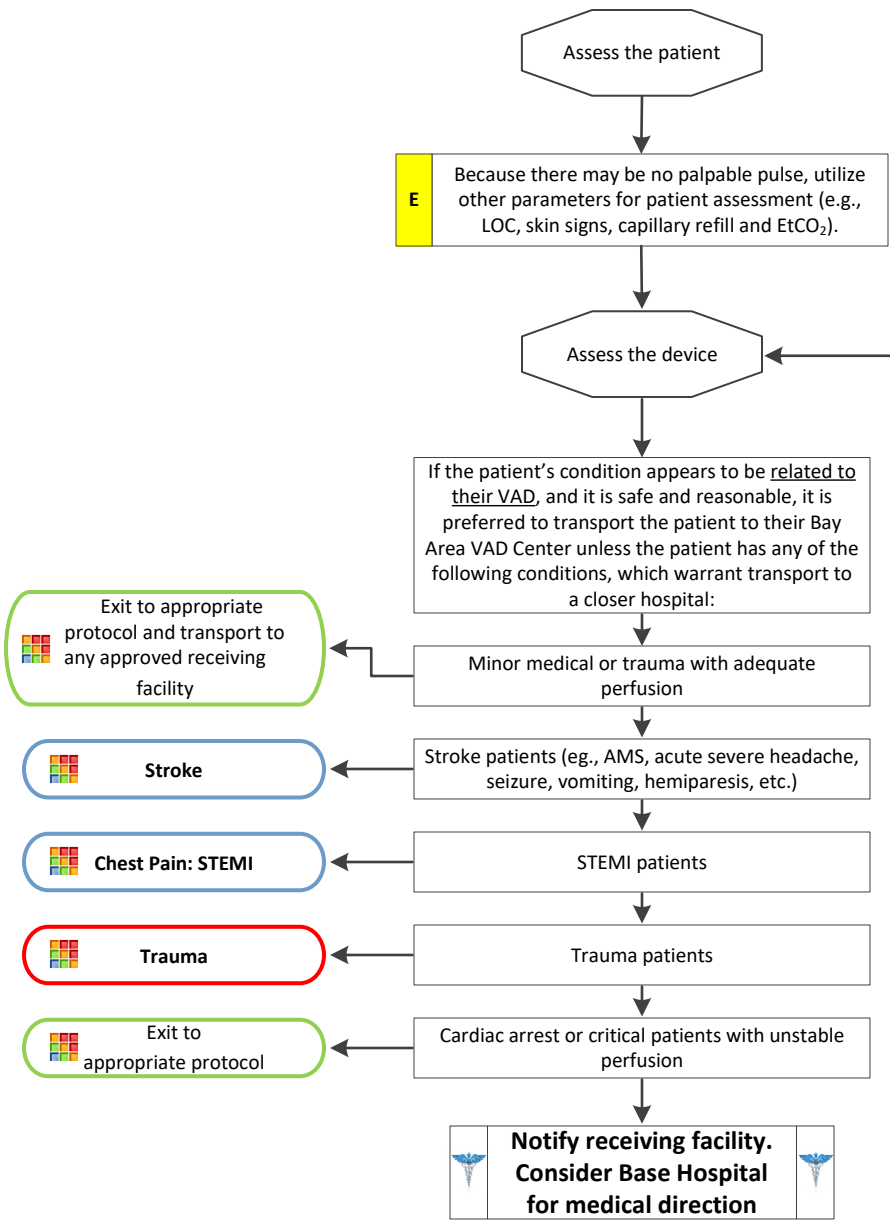 Assess the patient
E
Because there may be no palpable pulse, utilize
other parameters for patient assessment (e.g.,
LOC, skin signs, capillary refill and EtCO₂).
Assess the device
If the patient’s condition appears to be related to
their VAD, and it is safe and reasonable, it is
preferred to transport the patient to their Bay
Area VAD Center unless the patient has any of the
following conditions, which warrant transport to
a closer hospital:
Exit to appropriate
protocol and transport to
any approved receiving
facility
Minor medical or trauma with adequate
perfusion
Stroke
Stroke patients (eg., AMS, acute severe headache,
seizure, vomiting, hemiparesis, etc.)
Chest Pain: STEMI
STEMI patients
Trauma
Trauma patients
Exit to
appropriate protocol
Cardiac arrest or critical patients with unstable
perfusion
Notify receiving facility.
Consider Base Hospital
for medical direction